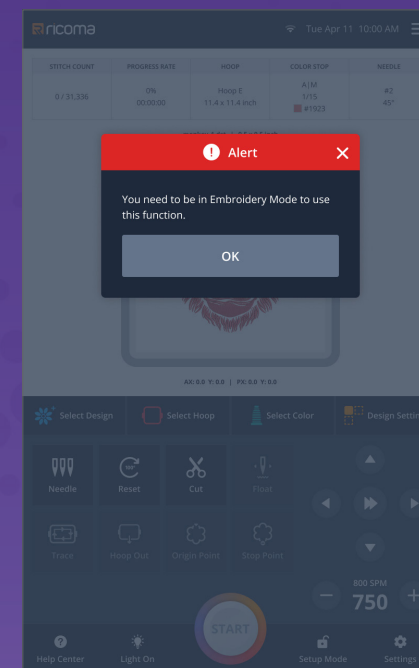 ricoma
Tue Apr 11 10:00 AM
STITCH COUNT PROGRESS RATE HOOP COLOR STOP NEEDLE
0 / 31,336 0% Hoop E A|M #2
00:00:00 11.4 x 11.4 inch 1/15 45°
#1923
Alert
You need to be in Embroidery Mode to use
this function.
OK
AX: 0.0 Y: 0.0 | PX: 0.0 Y: 0.0
Select Design Select Hoop Select Color Design Settin
100°
Needle Reset Cut Float
Trace Hoop Out Origin Point Stop Point
800 SPM
750
START
Help Center Light On Setup Mode Settings